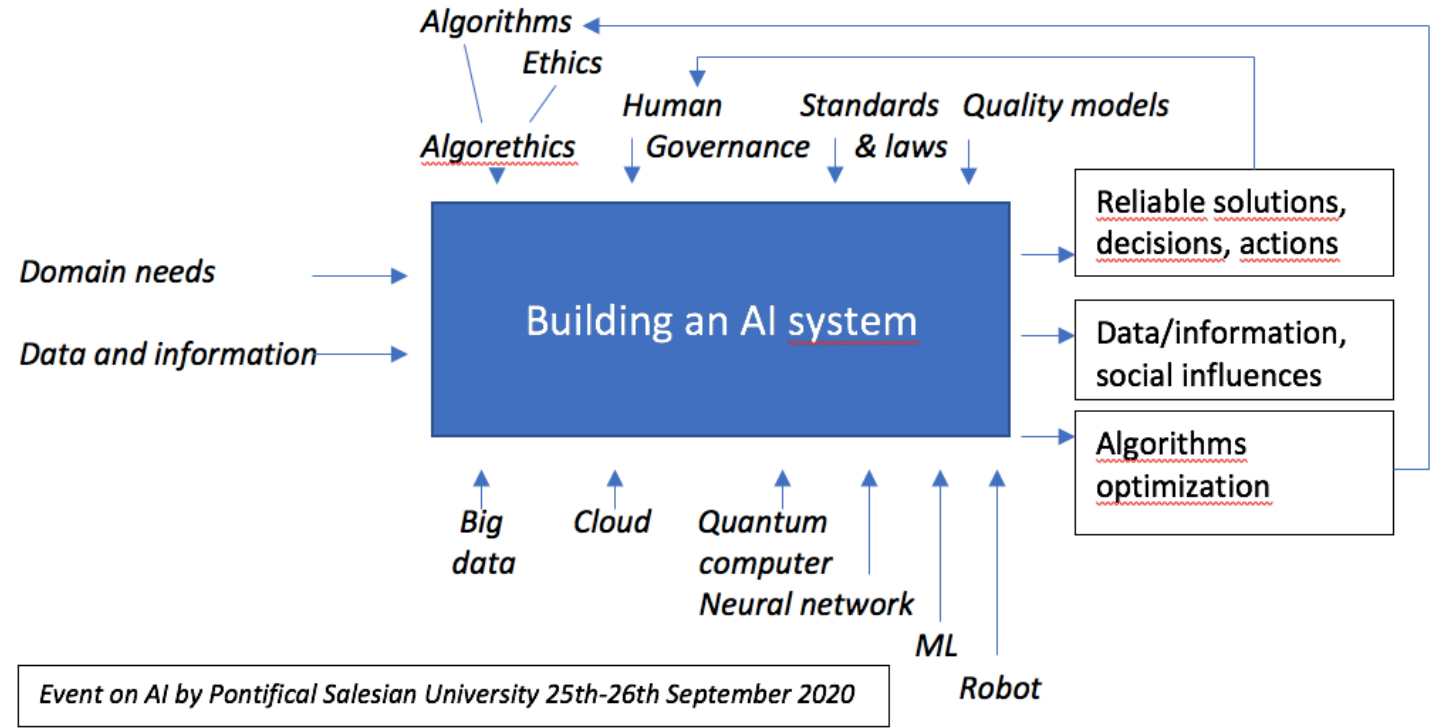 Algorithms
Ethics
Algorethics
Human
Governance
Standards
& laws
Quality models
Domain needs
Data and information
Building an AI system
Reliable solutions,
decisions, actions
Data/information,
social influences
Algorithms
optimization
Big
data
Cloud
Quantum
computer
Neural network
ML
Robot
Event on AI by Pontifical Salesian University 25th-26th September 2020